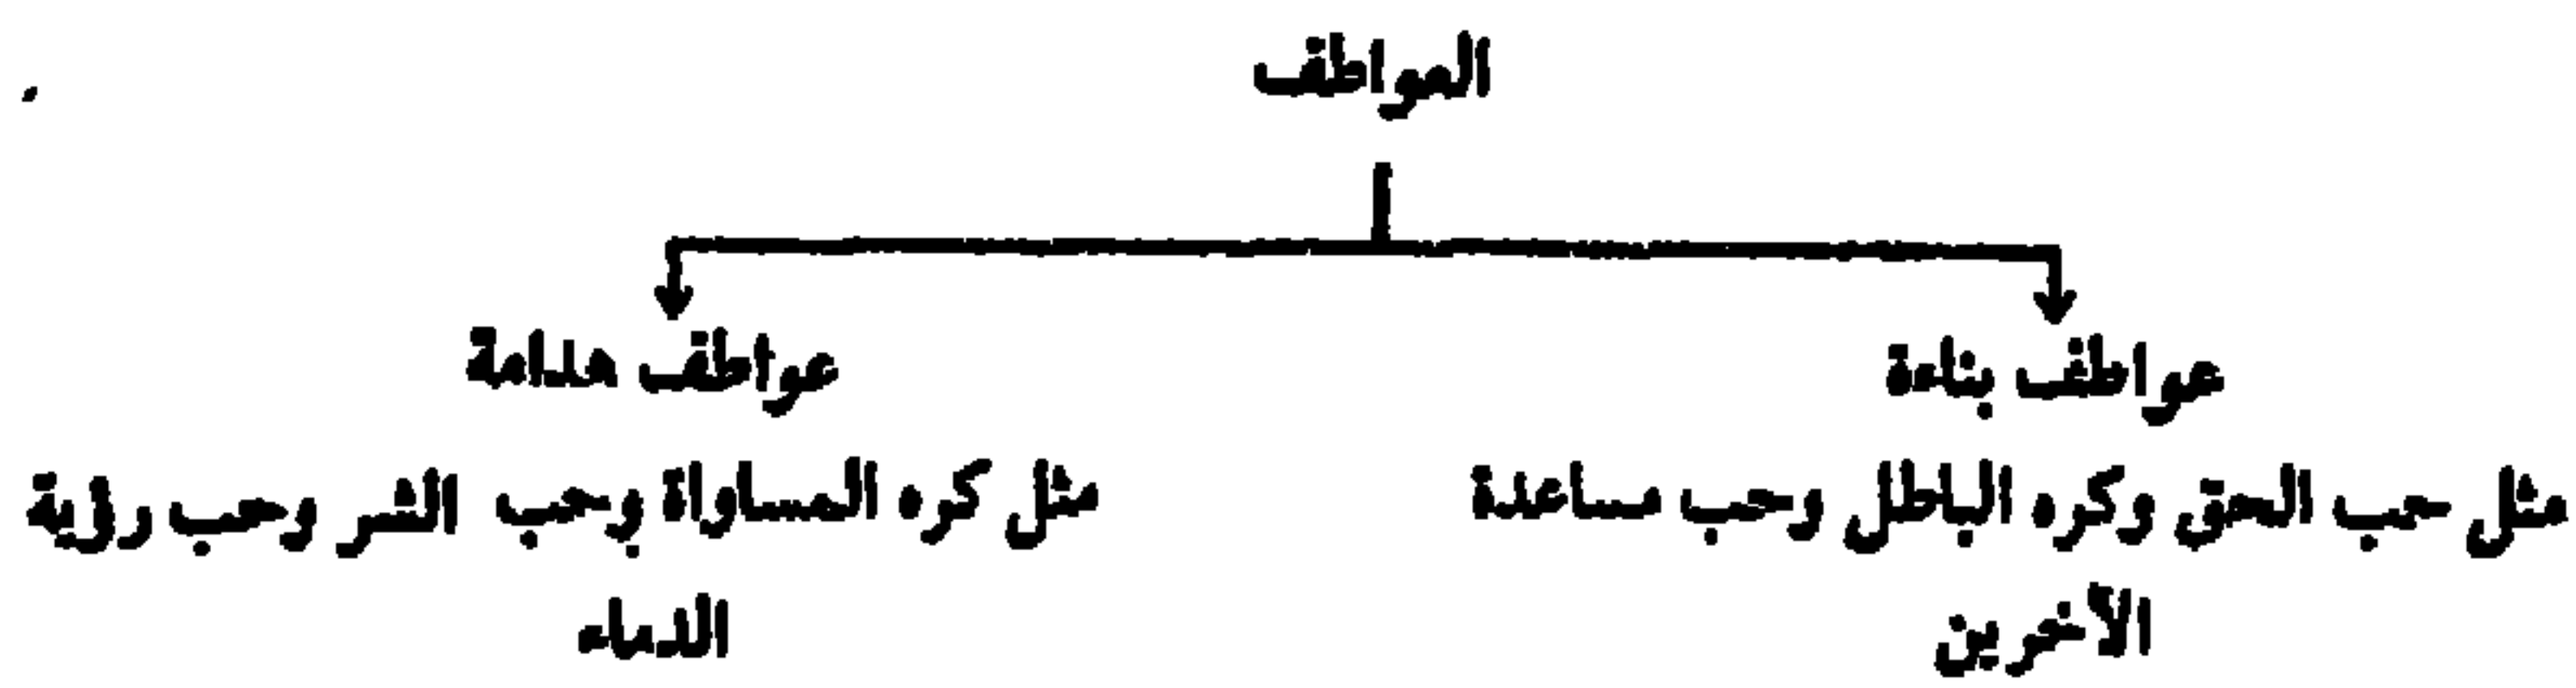 العواطف
عواطف بناءة
مثل حب الحق وكره الباطل وحب مساعدة
الآخرين
عواطف هدامة
مثل كره المساواة وحب الشر وحب رؤية
الدماء